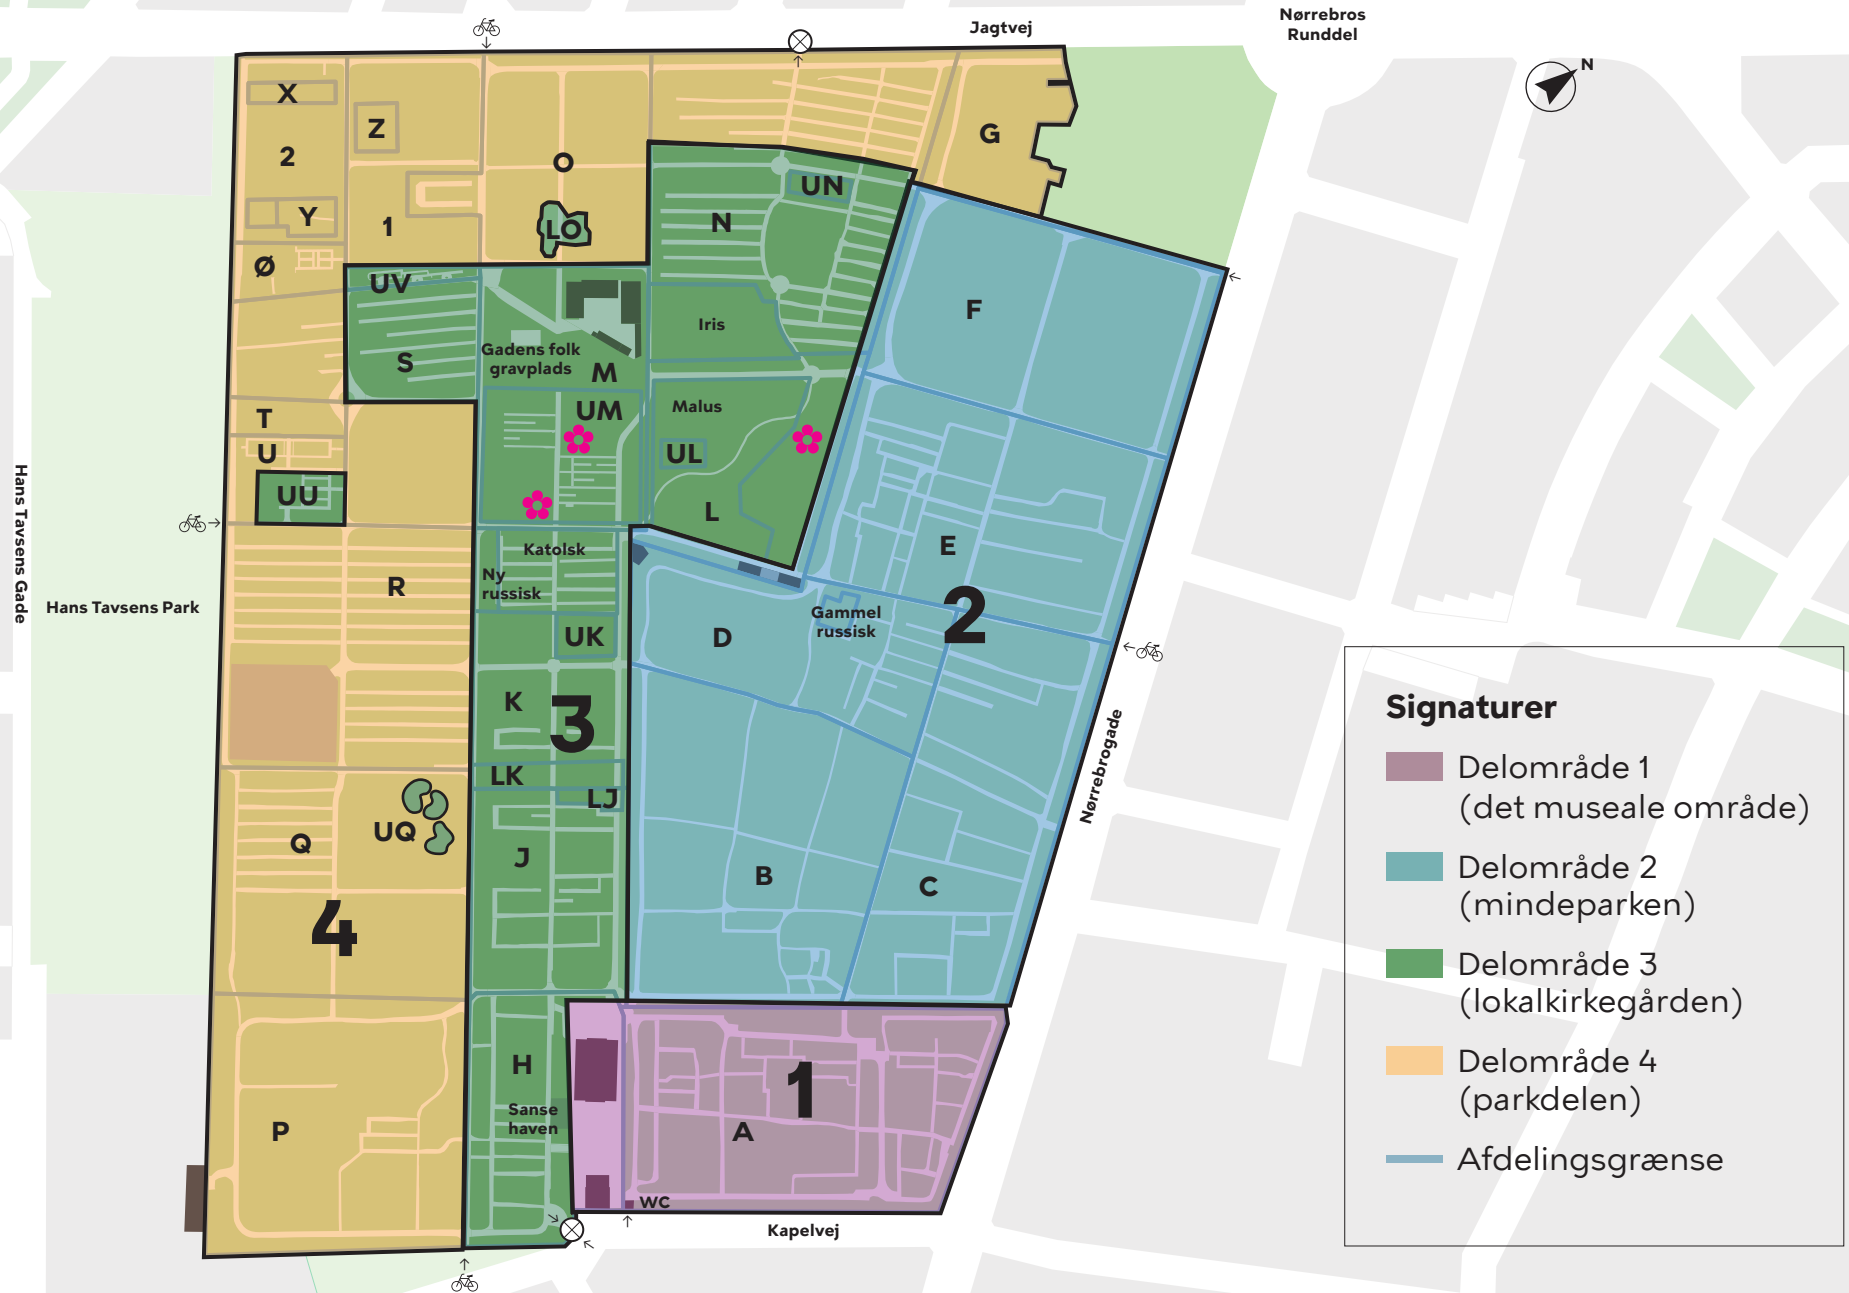 Nørrebros
Runddel
Jagtvej
N
X
Z
2
Y
1
O
LO
Ø
G
UN
N
UV
S
Iris
Gadens folk
gravplads
M
UM
Malus
UL
L
F
T
U
UU
Hans Tavsens Gade
Hans Tavsens Park
R
Katolsk
Ny
russisk
UK
E
2
Gammel
russisk
D
K
3
LK
LJ
J
Q
UQ
4
B
C
Nørrebrogade
H
Sanse
haven
1
A
P
WC
Kapelvej
Signaturer
Delområde 1
(det museale område)
Delområde 2
(mindeparken)
Delområde 3
(lokalkirkegården)
Delområde 4
(parkdelen)
Afdelingsgrænse